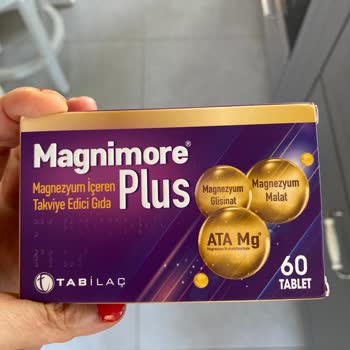 Magnimore®
Plus
Magnezyum İçeren
Takviye Edici Gıda
Magnezyum
Glisinat
Magnezyum
Malat
ATA Mg®
60
TABLET
TABİLAÇ